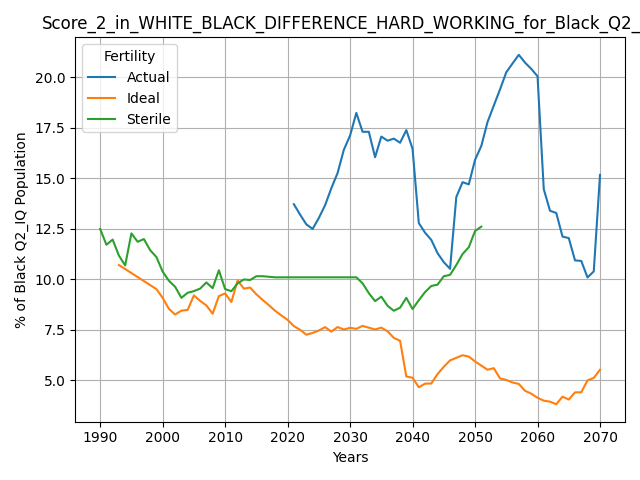 Score_2_in_WHITE_BLACK_DIFFERENCE_HARD_WORKING_for_Black_Q2_
Fertility
Actual
Ideal
Sterile
% of Black Q2_IQ Population
20.0
17.5
15.0
12.5
10.0
7.5
5.0
1990 2000 2010 2020 2030 2040 2050 2060 2070
Years